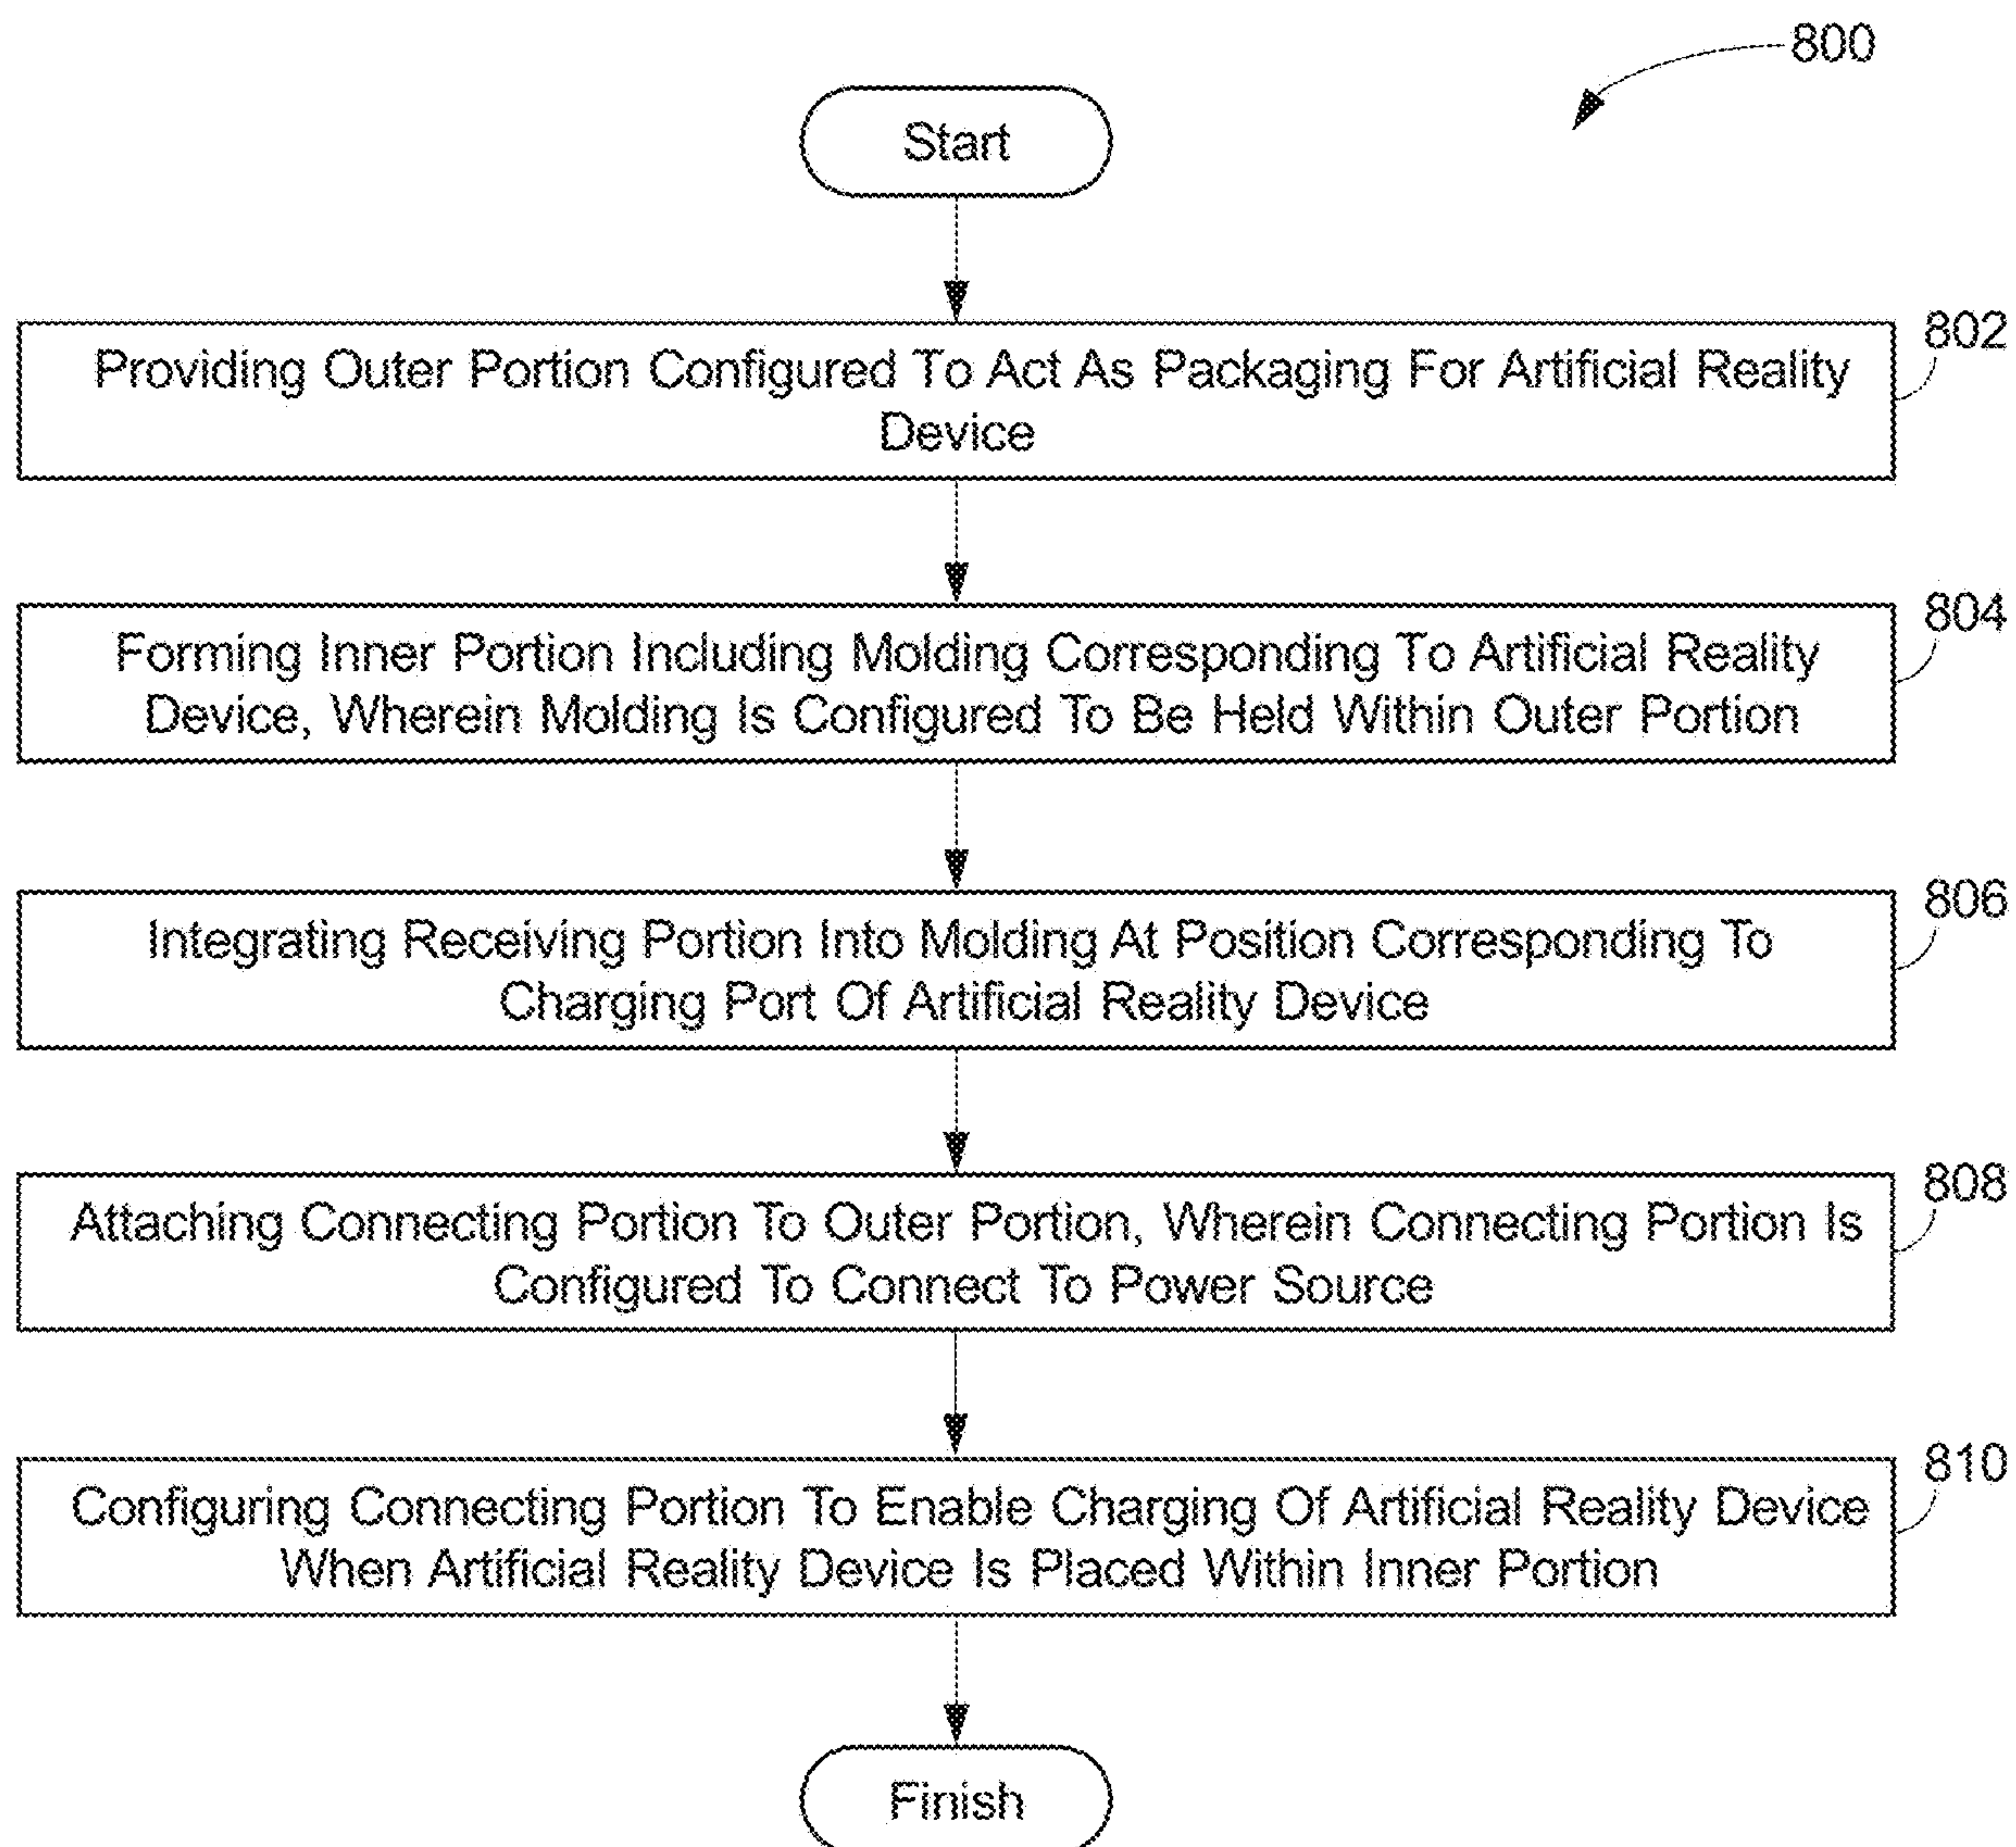 800
Start
802
Providing Outer Portion Configured To Act As Packaging For Artificial Reality
Device
804
Forming Inner Portion Including Molding Corresponding To Artificial Reality
Device, Wherein Molding Is Configured To Be Held Within Outer Portion
806
Integrating Receiving Portion Into Molding At Position Corresponding To
Charging Port Of Artificial Reality Device
808
Attaching Connecting Portion To Outer Portion, Wherein Connecting Portion Is
Configured To Connect To Power Source
810
Configuring Connecting Portion To Enable Charging Of Artificial Reality Device
When Artificial Reality Device Is Placed Within Inner Portion
Finish